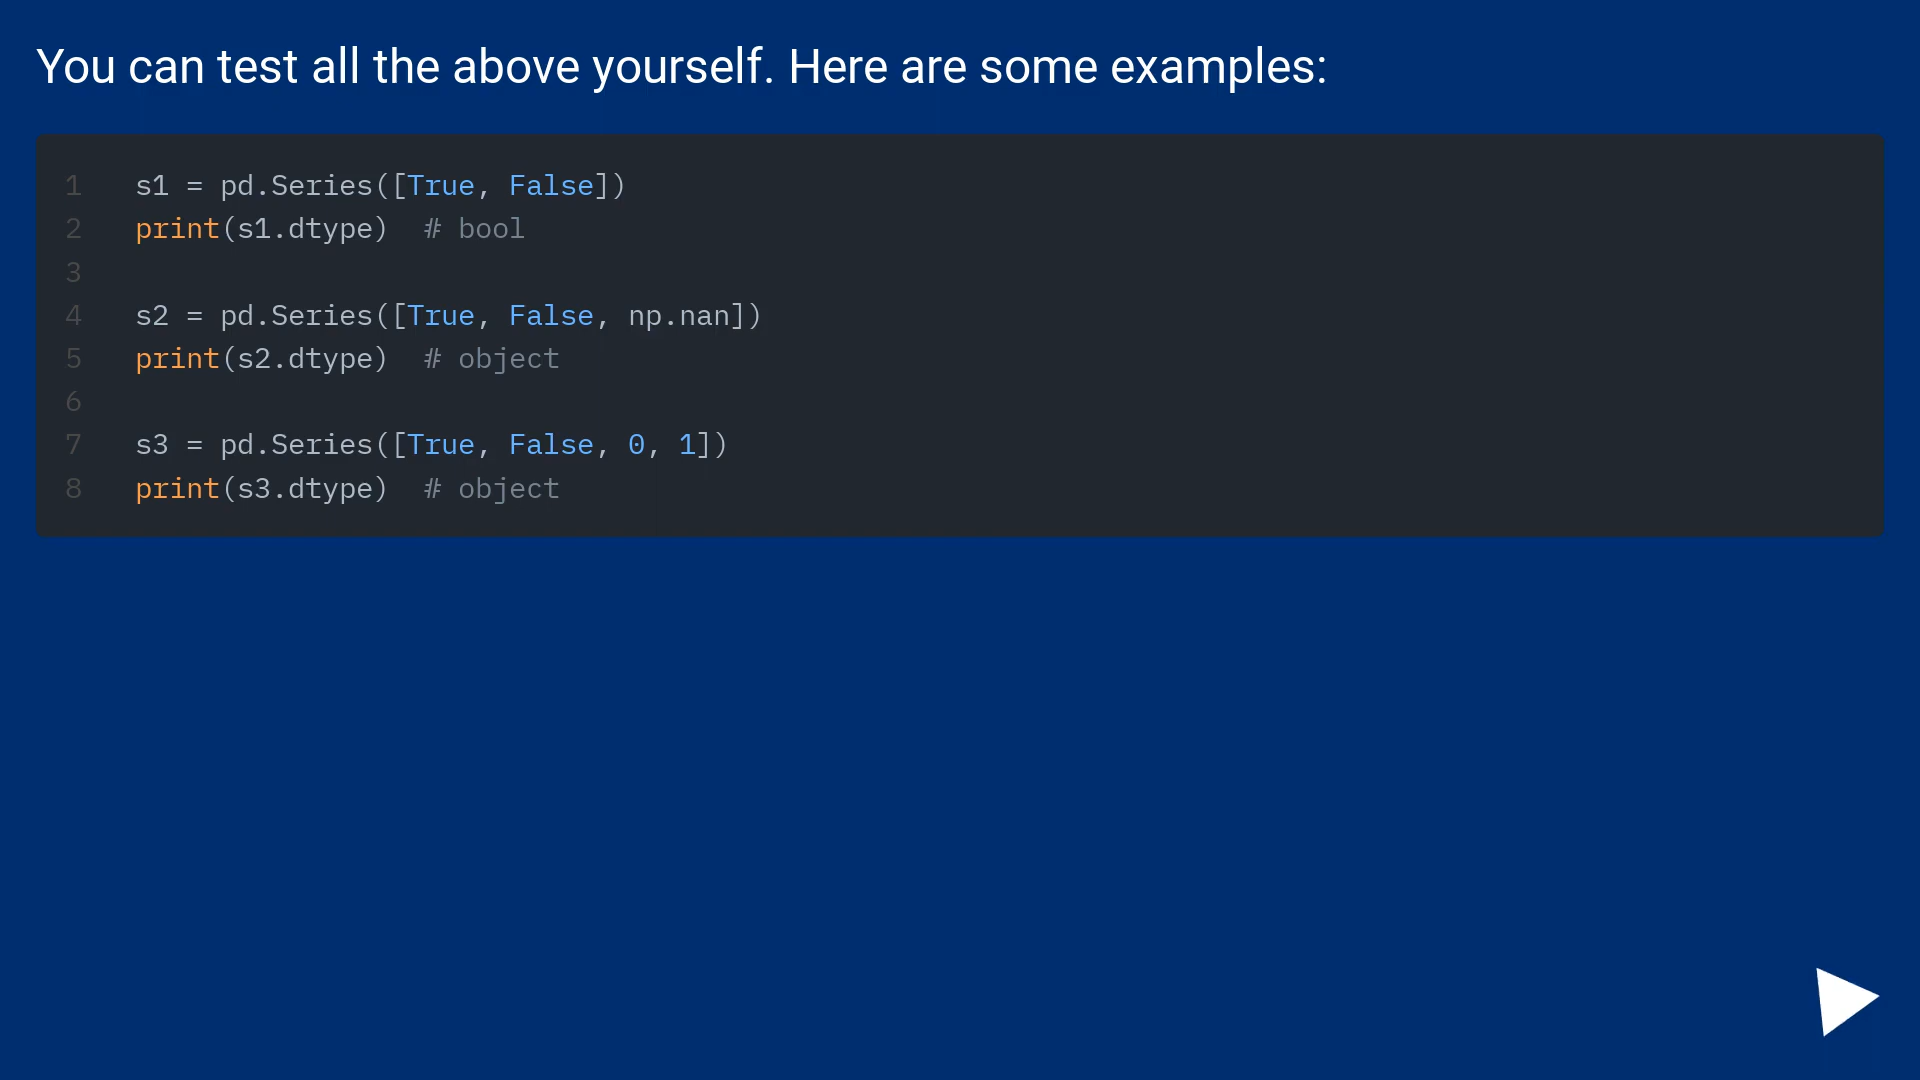 You can test all the above yourself. Here are some examples:
1 s1 = pd.Series([True, False])
2 print(s1.dtype)  # bool
3
4 s2 = pd.Series([True, False, np.nan])
5 print(s2.dtype)  # object
6
7 s3 = pd.Series([True, False, 0, 1])
8 print(s3.dtype)  # object